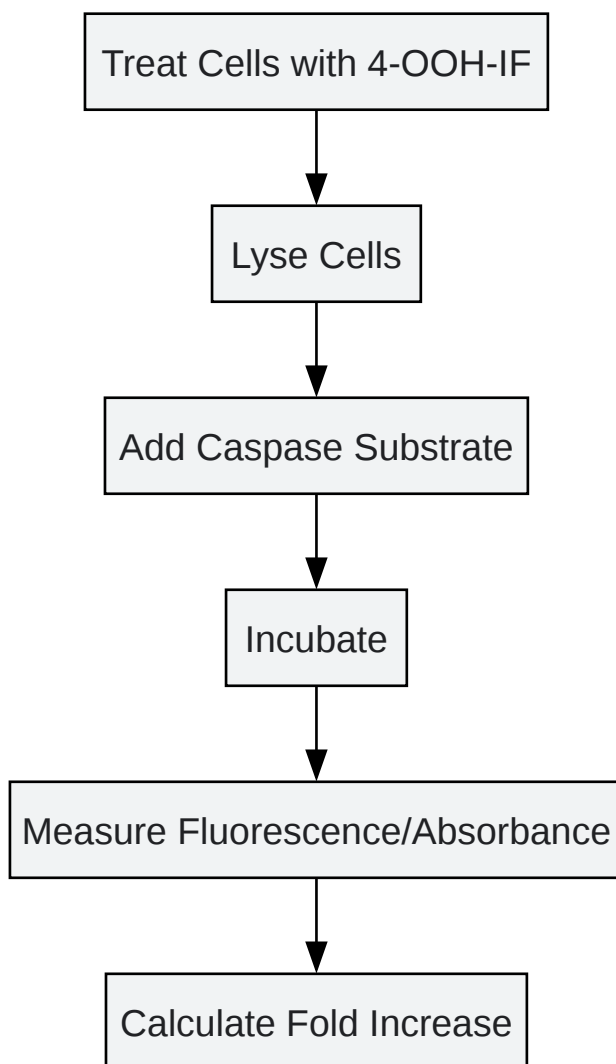 Treat Cells with 4-OOH-IF
Lyse Cells
Add Caspase Substrate
Incubate
Measure Fluorescence/Absorbance
Calculate Fold Increase